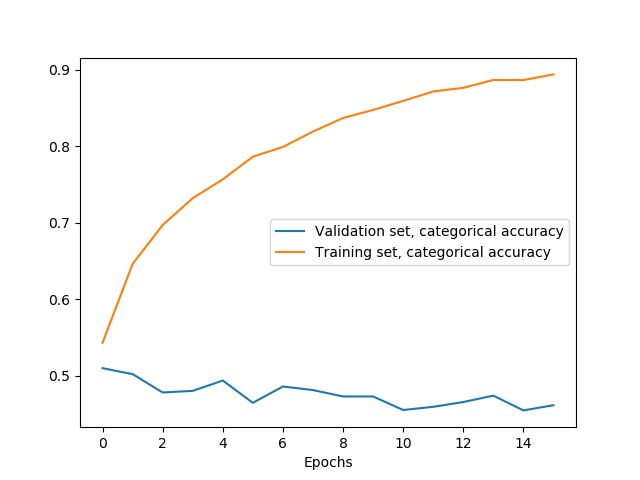 0.9
0.8
0.7
0.6
0.5
Validation set, categorical accuracy
Training set, categorical accuracy
0 2 4 6 8 10 12 14
Epochs